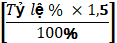 [Tỷ lệ % × 1,5
100%]